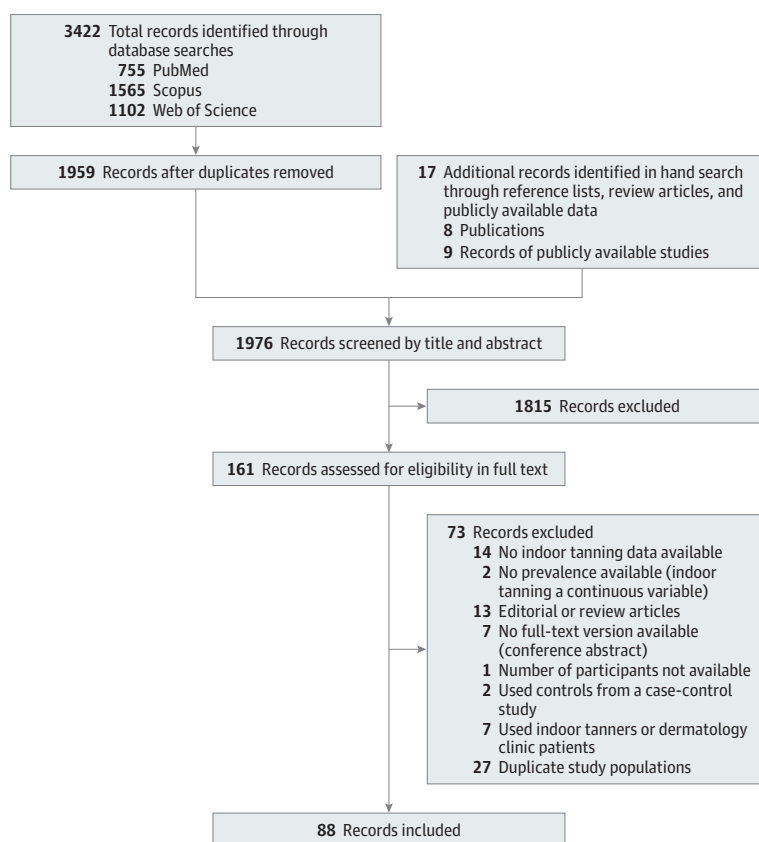 3422 Total records identified through
database searches
755 PubMed
1565 Scopus
1102 Web of Science
1959 Records after duplicates removed
17 Additional records identified in hand search
through reference lists, review articles, and
publicly available data
8 Publications
9 Records of publicly available studies
1976 Records screened by title and abstract
1815 Records excluded
161 Records assessed for eligibility in full text
73 Records excluded
14 No indoor tanning data available
2 No prevalence available (indoor
tanning a continuous variable)
13 Editorial or review articles
7 No full-text version available
(conference abstract)
1 Number of participants not available
2 Used controls from a case-control
study
7 Used indoor tanners or dermatology
clinic patients
27 Duplicate study populations
88 Records included